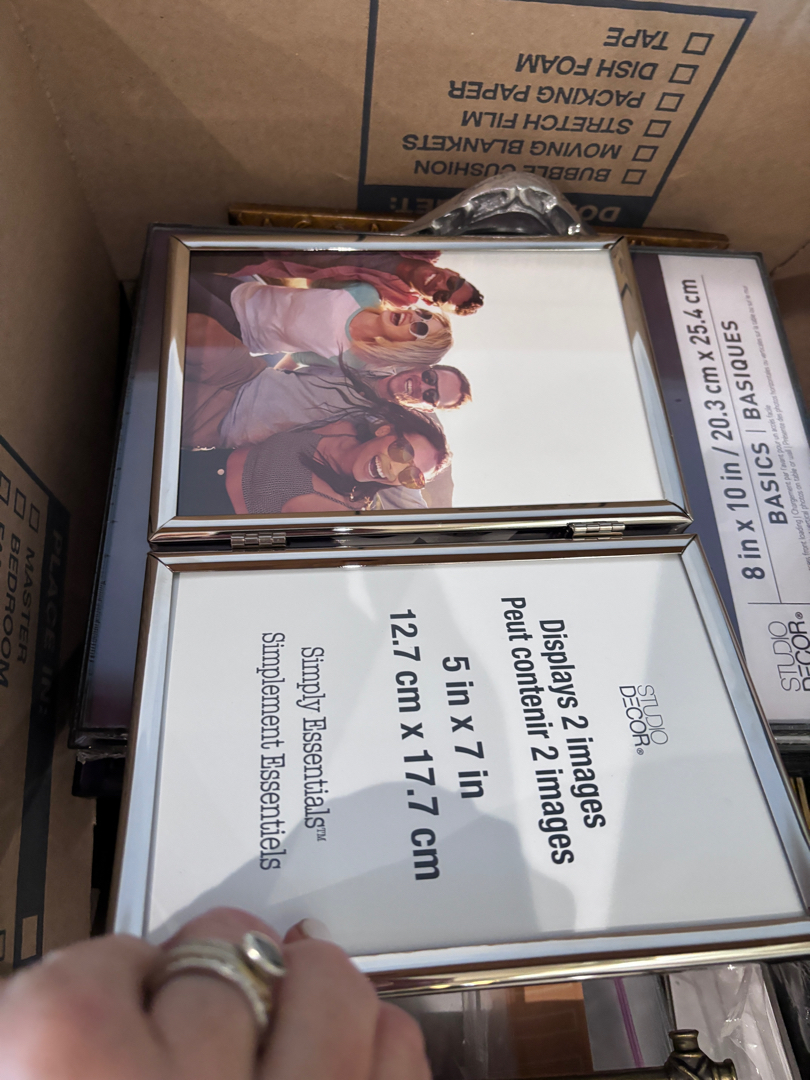 STUDIO
DECOR®
Displays 2 images
Peut contenir 2 images
5 in x 7 in
12.7 cm x 17.7 cm
Simply Essentials™
Simplement Essentiels
8 in x 10 in / 20.3 cm x 25.4 cm
BASICS | BASIQUES
STUDIO
DECOR®
BUBBLE CUSHION
MOVING BLANKETS
STRETCH FILM
PACKING PAPER
DISH FOAM
TAPE
PLACE IN:
MASTER
BEDROOM